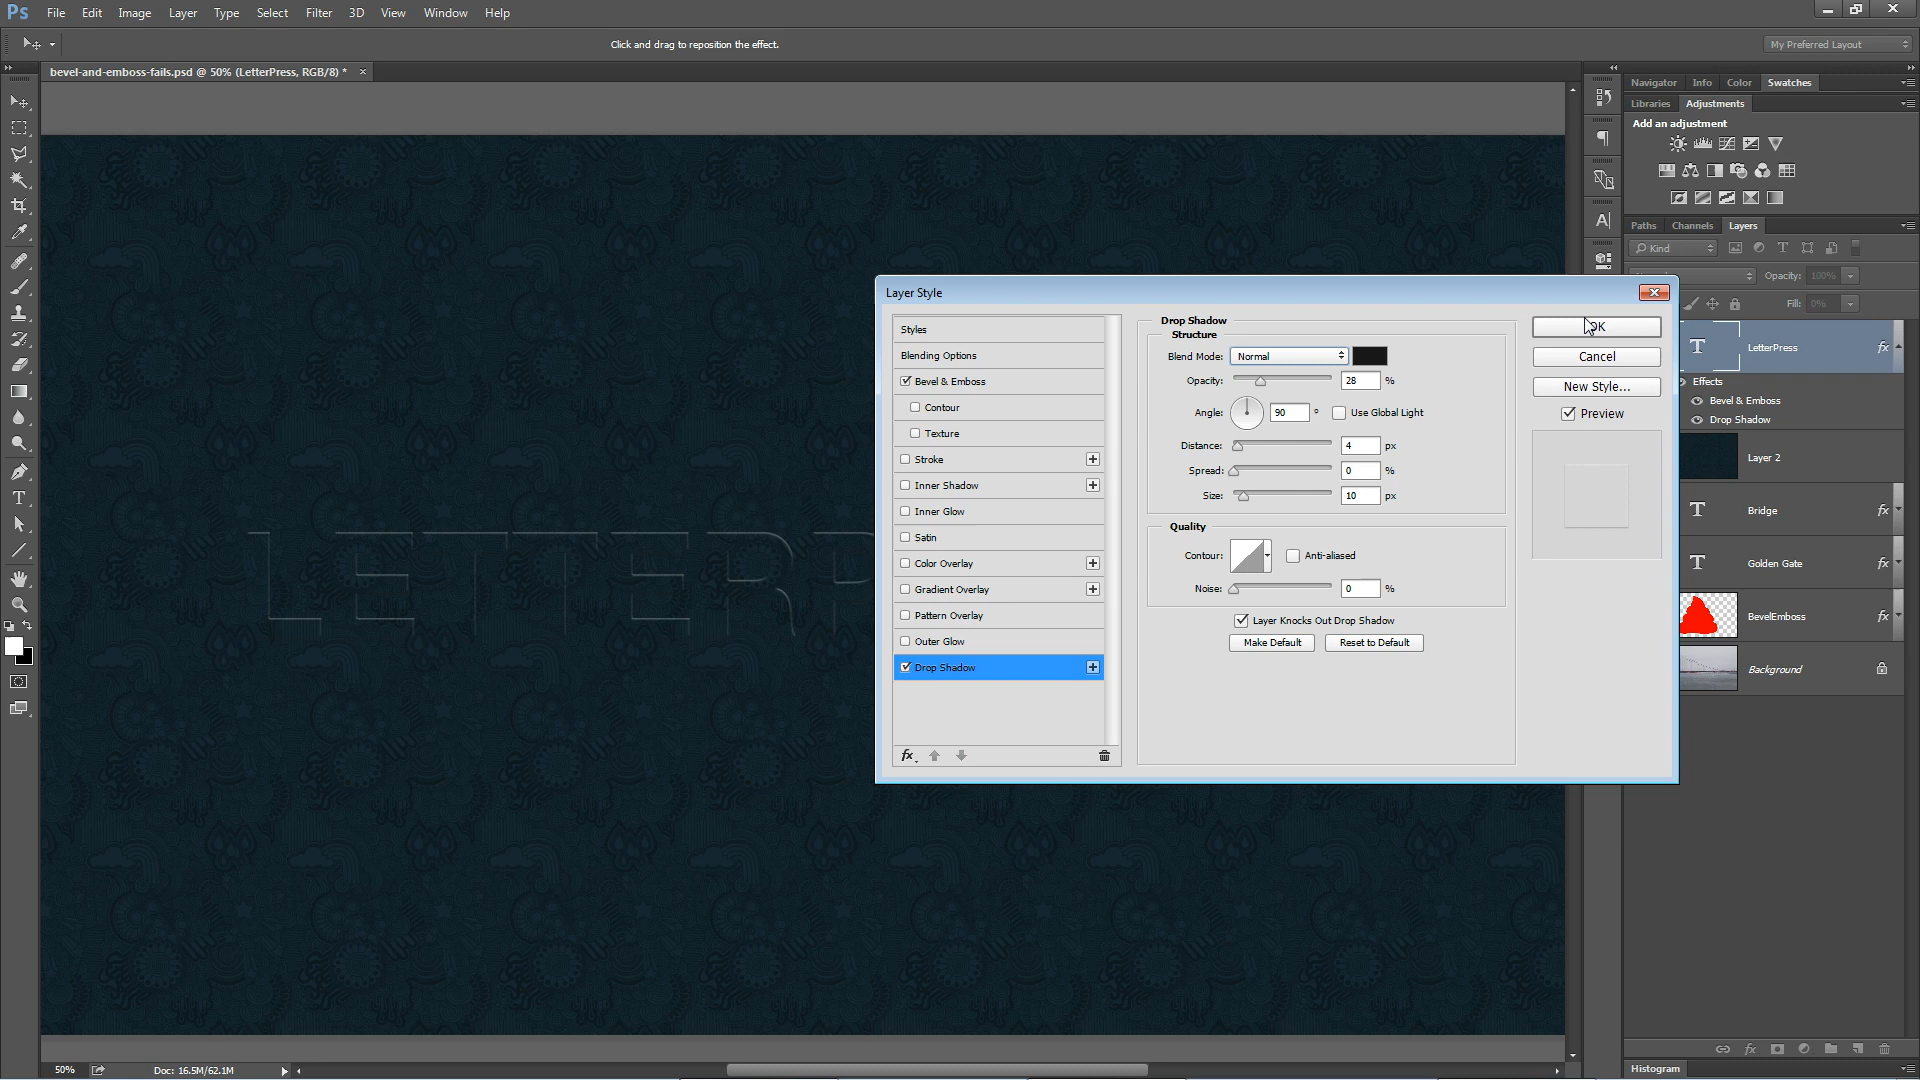 Ps File Edit Image Layer Type Select Filter 3D View Window Help
Click and drag to reposition the effect.
My Preferred Layout
bevel-and-emboss-fails.psd @ 50% (LetterPress, RGB/8) *
Navigator Info Color Swatches
Libraries Adjustments
Add an adjustment
Paths Channels Layers
Kind
Opacity: 100%
Fill: 0%
T LetterPress fx
Effects
Bevel & Emboss
Drop Shadow
Layer 2
T Bridge fx
T Golden Gate fx
BevelEmboss fx
Background
Histogram
LETTERP
Layer Style
Styles
Blending Options
Bevel & Emboss
Contour
Texture
Stroke
Inner Shadow
Inner Glow
Satin
Color Overlay
Gradient Overlay
Pattern Overlay
Outer Glow
Drop Shadow
fx
Drop Shadow
Structure
Blend Mode: Normal
Opacity: 28 %
Angle: 90 ° Use Global Light
Distance: 4 px
Spread: 0 %
Size: 10 px
Quality
Contour: Anti-aliased
Noise: 0 %
Layer Knocks Out Drop Shadow
Make Default Reset to Default
OK
Cancel
New Style...
Preview
50% Doc: 16.5M/62.1M